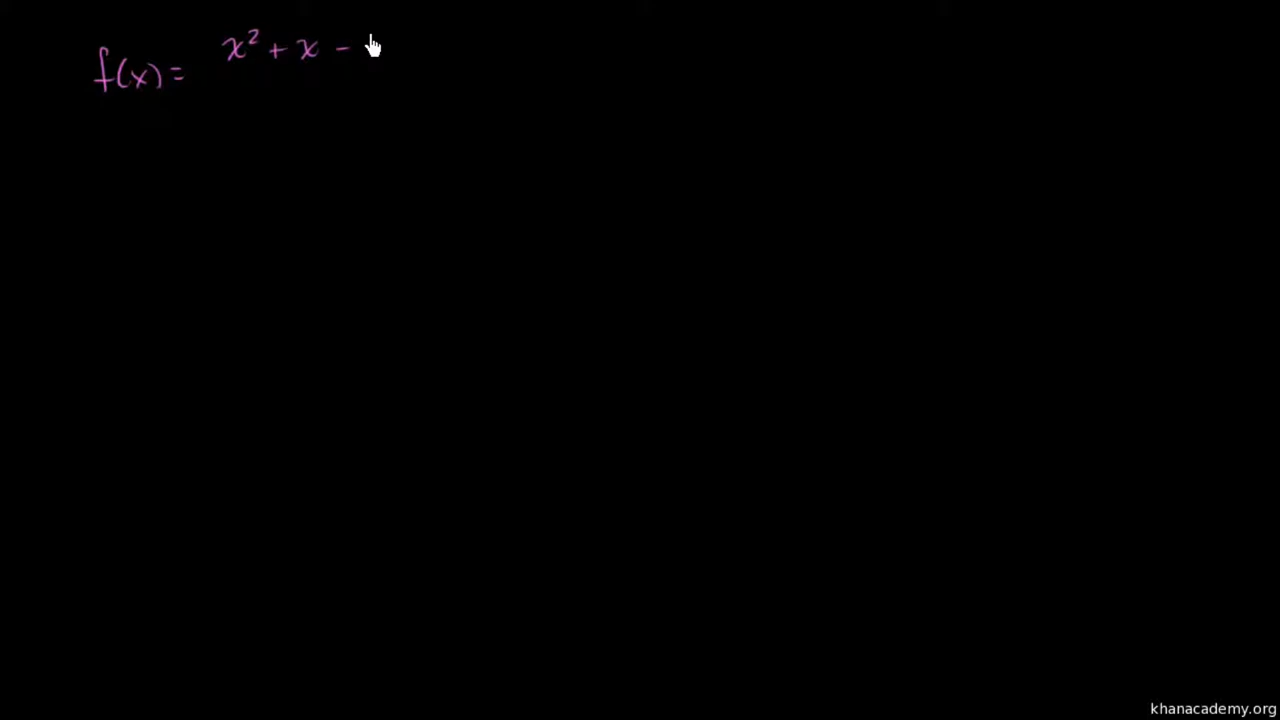 f(x) = x² + x -
khanacademy.org